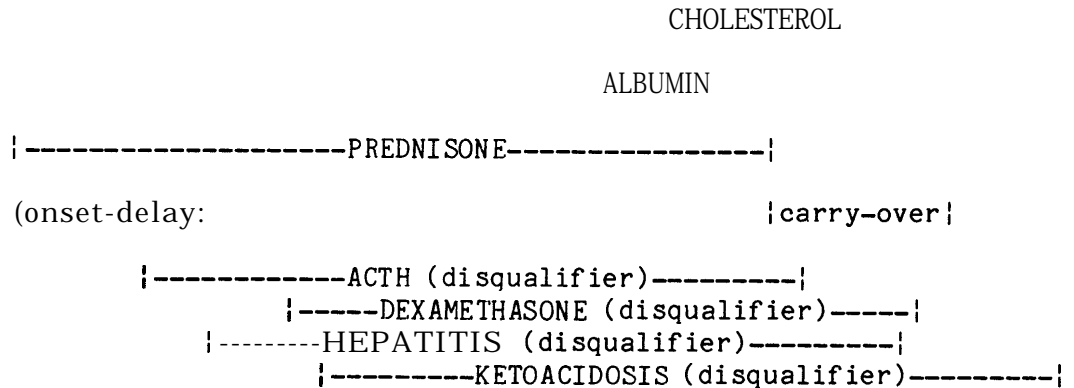 CHOLESTEROL
ALBUMIN
|--------------------PREDNISONE----------------|
(onset-delay: |carry-over|
|-------------ACTH (disqualifier)---------|
|-----DEXAMETHASONE (disqualifier)-----|
|---------HEPATITIS (disqualifier)---------|
|---------KETOACIDOSIS (disqualifier)---------|